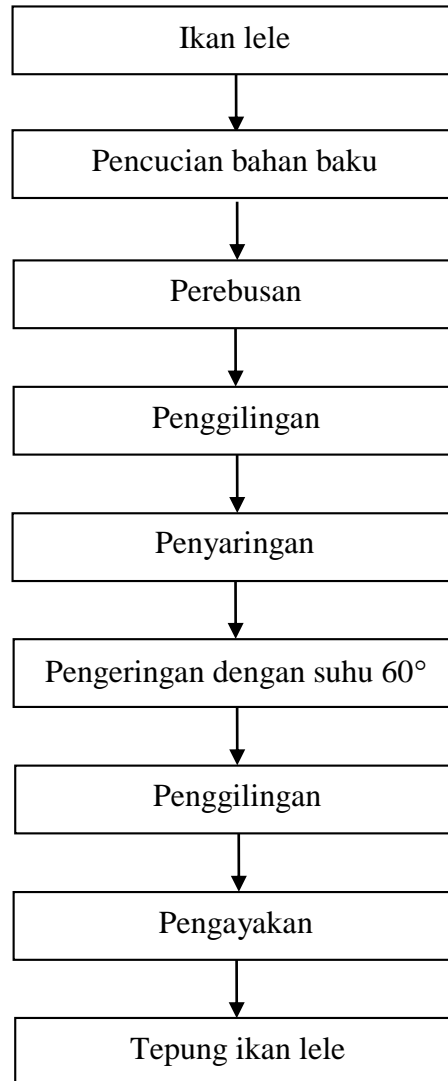 Ikan lele
Pencucian bahan baku
Perebusan
Penggilingan
Penyaringan
Pengeringan dengan suhu 60°
Penggilingan
Pengayakan
Tepung ikan lele